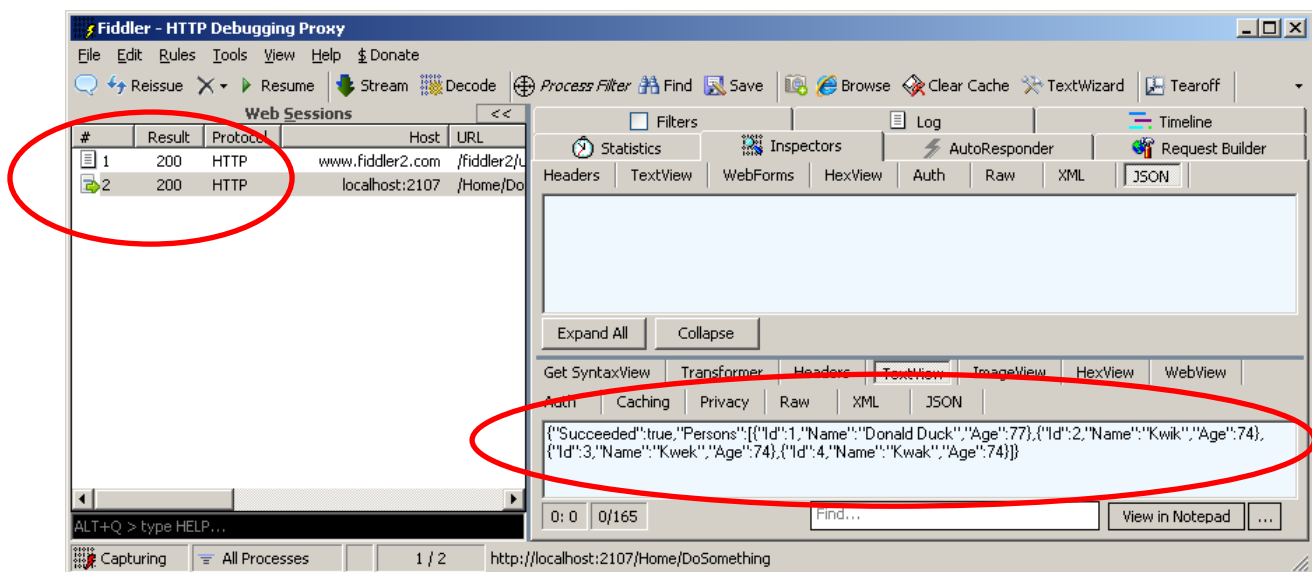 Fiddler - HTTP Debugging Proxy
File Edit Rules Tools View Help $ Donate
Reissue Resume Stream Decode Process Filter Find Save Browse Clear Cache TextWizard Tearoff
Web Sessions <<
# Result Protocol Host URL
1 200 HTTP www.fiddler2.com /fiddler2/u
2 200 HTTP localhost:2107 /Home/Do
Filters Log Timeline
Statistics Inspectors AutoResponder Request Builder
Headers TextView WebForms HexView Auth Raw XML JSON
Expand All Collapse
Get SyntaxView Transformer Headers TextView ImageView HexView WebView
Auth Caching Privacy Raw XML JSON
{"Succeeded":true,"Persons":[{"Id":1,"Name":"Donald Duck","Age":77},{"Id":2,"Name":"Kwik","Age":74},
{"Id":3,"Name":"Kwek","Age":74},{"Id":4,"Name":"Kwak","Age":74}]}
0: 0 0/165 Find... View in Notepad ...
ALT+Q > type HELP...
Capturing All Processes 1 / 2 http://localhost:2107/Home/DoSomething